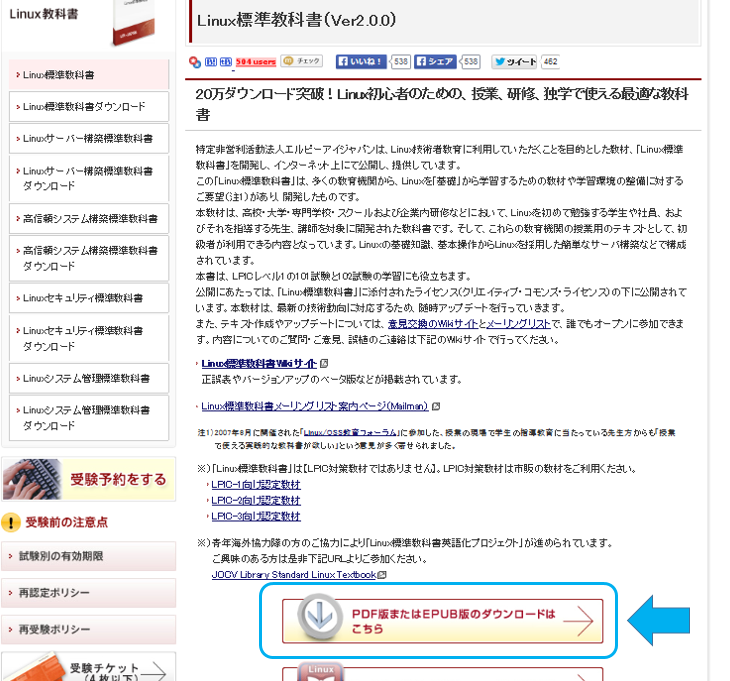 Linux教科書
Linux標準教科書
Linux標準教科書ダウンロード
Linuxサーバー構築標準教科書
Linuxサーバー構築標準教科書
ダウンロード
高信頼システム構築標準教科書
高信頼システム構築標準教科書
ダウンロード
Linuxセキュリティ標準教科書
Linuxセキュリティ標準教科書
ダウンロード
Linuxシステム管理標準教科書
Linuxシステム管理標準教科書
ダウンロード
受験予約をする
受験前の注意点
試験別の有効期限
再認定ポリシー
再受験ポリシー
受験チケット
(4枚以下)
Linux標準教科書(Ver2.0.0)
504 users チェック いいね! 538 シェア 538 ツイート 462
20万ダウンロード突破!Linux初心者のための、授業、研修、独学で使える最適な教科
書
特定非営利活動法人エルピーアイジャパンは、Linux技術者教育に利用していただくことを目的とした教材、「Linux標準
教科書」を開発し、インターネット上にて公開し、提供しています。
この「Linux標準教科書」は、多くの教育機関から、Linuxを「基礎」から学習するための教材や学習環境の整備に対する
ご要望(注1)があり、開発したものです。
本教材は、高校・大学・専門学校・スクールおよび企業内研修などにおいて、Linuxを初めて勉強する学生や社員、およ
びそれを指導する先生、講師を対象に開発された教科書です。そして、これらの教育機関の授業用のテキストとして、初
級者が利用できる内容となっています。Linuxの基礎知識、基本操作からLinuxを採用した簡単なサーバ構築などで構成
されています。
本書は、LPICレベル1の101試験と102試験の学習にも役立ちます。
公開にあたっては、「Linux標準教科書」に添付されたライセンス(クリエイティブ・コモンズ・ライセンス)の下に公開されて
います。本教材は、最新の技術動向に対応するため、随時アップデートを行っていきます。
また、テキスト作成やアップデートについては、意見交換のWikiサイトとメーリングリストで、誰でもオープンに参加できま
す。内容についてのご質問・ご意見、誤植のご連絡は下記のWikiサイトで行ってください。
Linux標準教科書Wikiサイト
正誤表やバージョンアップのベータ版などが掲載されています。
Linux標準教科書メーリングリスト案内ページ(Mailman)
注1)2007年8月に開催された「Linux/OSS教育フォーラム」に参加した、授業の現場で学生の指導教育に当たっている先生方からも「授業
で使える実践的な教科書が欲しい」という意見が多く寄せられました。
※)「Linux標準教科書」は【LPIC対策教材ではありません】。LPIC対策教材は市販の教材をご利用ください。
LPIC-1向け認定教材
LPIC-2向け認定教材
LPIC-3向け認定教材
※)青年海外協力隊の方のご協力により「Linux標準教科書英語化プロジェクト」が進められています。
ご興味のある方は是非下記URLよりご参加ください。
JOCV Library Standard Linux Textbook
PDF版またはEPUB版のダウンロードは
こちら
Linux